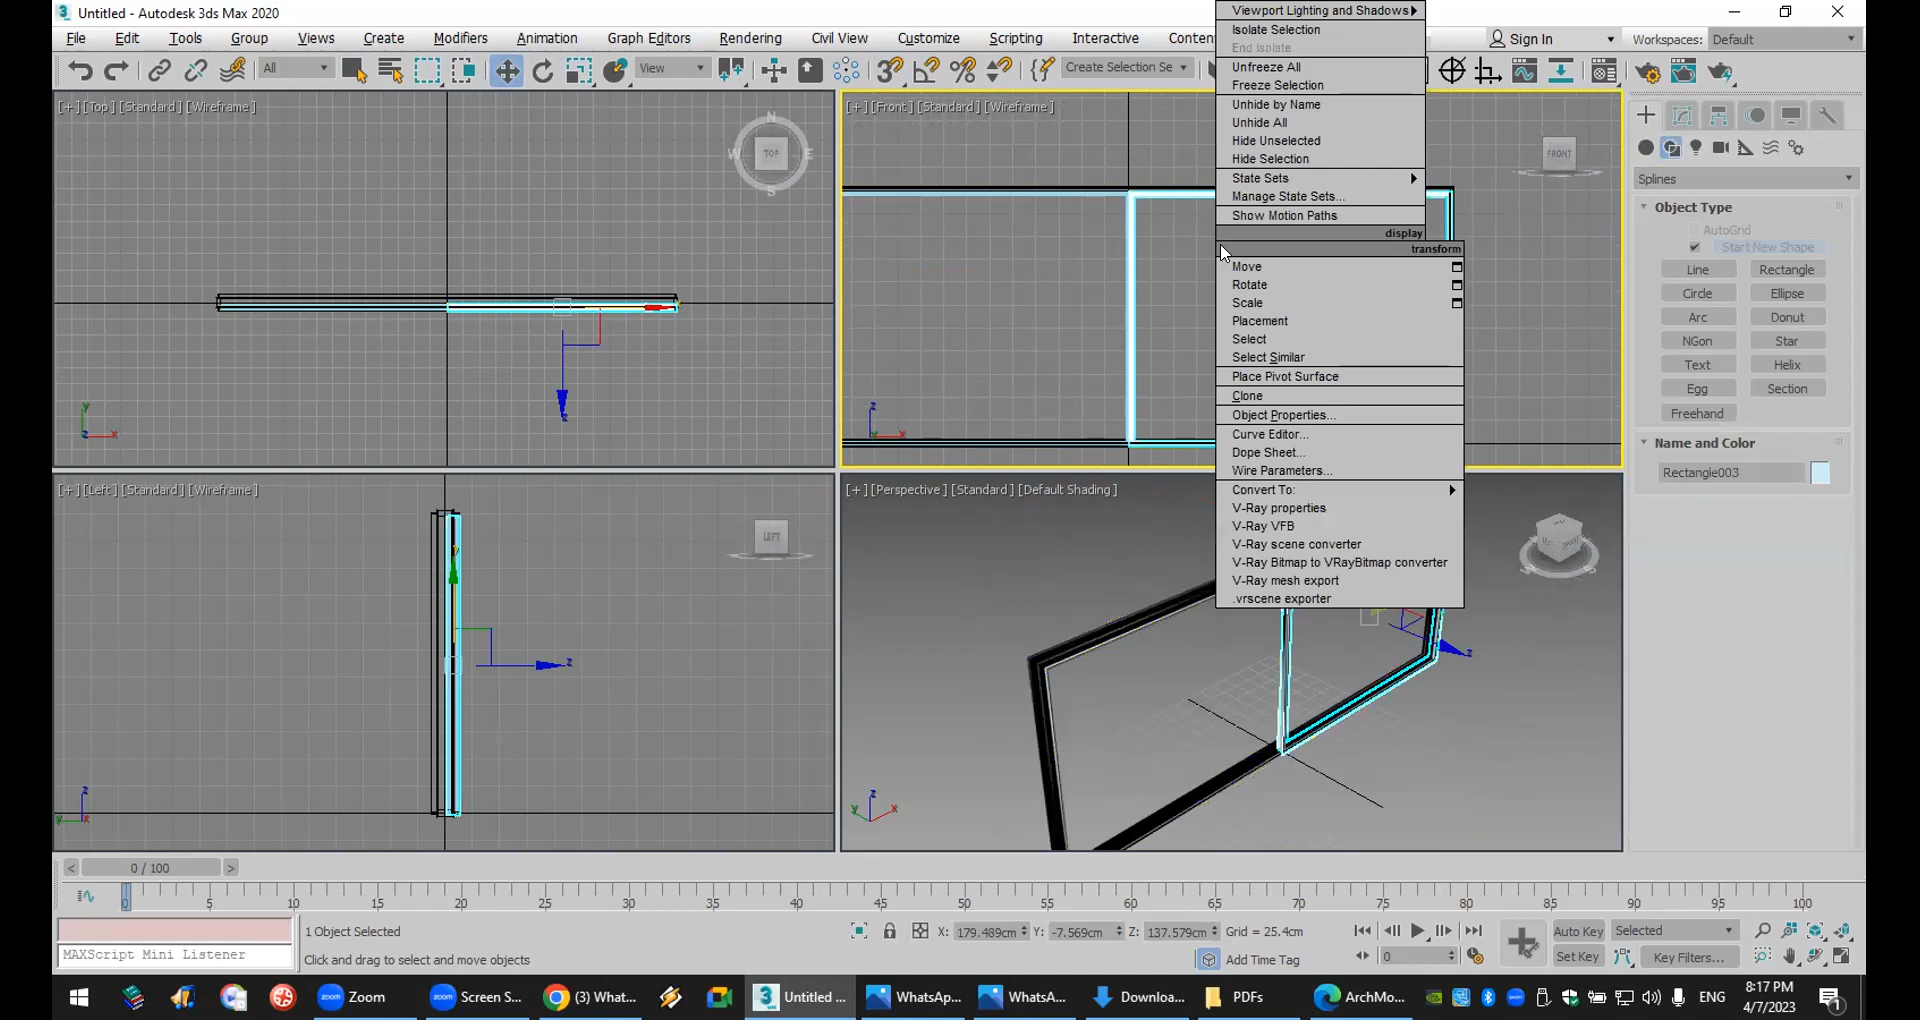 Untitled - Autodesk 3ds Max 2020
File Edit Tools Group Views Create Modifiers Animation Graph Editors Rendering Civil View Customize Scripting Interactive Conten Sign In Workspaces: Default
All View Create Selection Se
[+] [Top] [Standard] [Wireframe]
N
W TOP E
S
y
z x
[+] [Front] [Standard] [Wireframe]
FRONT
z
x
Viewport Lighting and Shadows
Isolate Selection
End Isolate
Unfreeze All
Freeze Selection
Unhide by Name
Unhide All
Hide Unselected
Hide Selection
State Sets
Manage State Sets...
Show Motion Paths
display
transform
Move
Rotate
Scale
Placement
Select
Select Similar
Place Pivot Surface
Clone
Object Properties...
Curve Editor...
Dope Sheet...
Wire Parameters...
Convert To:
V-Ray properties
V-Ray VFB
V-Ray scene converter
V-Ray Bitmap to VRayBitmap converter
V-Ray mesh export
.vrscene exporter
Splines
Object Type
AutoGrid
Start New Shape
Line Rectangle
Circle Ellipse
Arc Donut
NGon Star
Text Helix
Egg Section
Freehand
Name and Color
Rectangle003
[+] [Left] [Standard] [Wireframe]
LEFT
y
z
z
y x
[+] [Perspective] [Standard] [Default Shading]
z
z
y x
< 0 / 100 >
0 5 10 15 20 25 30 35 40 45 50 55 60 65 70 75 80 85 90 95 100
1 Object Selected X: 179.489cm Y: -7.569cm Z: 137.579cm Grid = 25.4cm Auto Key Selected
MAXScript Mini Listener Click and drag to select and move objects Add Time Tag 0 Set Key Key Filters...
Zoom Screen S... (3) What... Untitled ... WhatsAp... WhatsA... Downloa... PDFs ArchMo... ENG 8:17 PM
4/7/2023
1